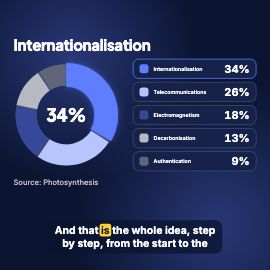 Internationalisation
34%
Internationalisation 34%
Telecommunications 26%
Electromagnetism 18%
Decarbonisation 13%
Authentication 9%
Source: Photosynthesis
And that is the whole idea, step
by step, from the start to the